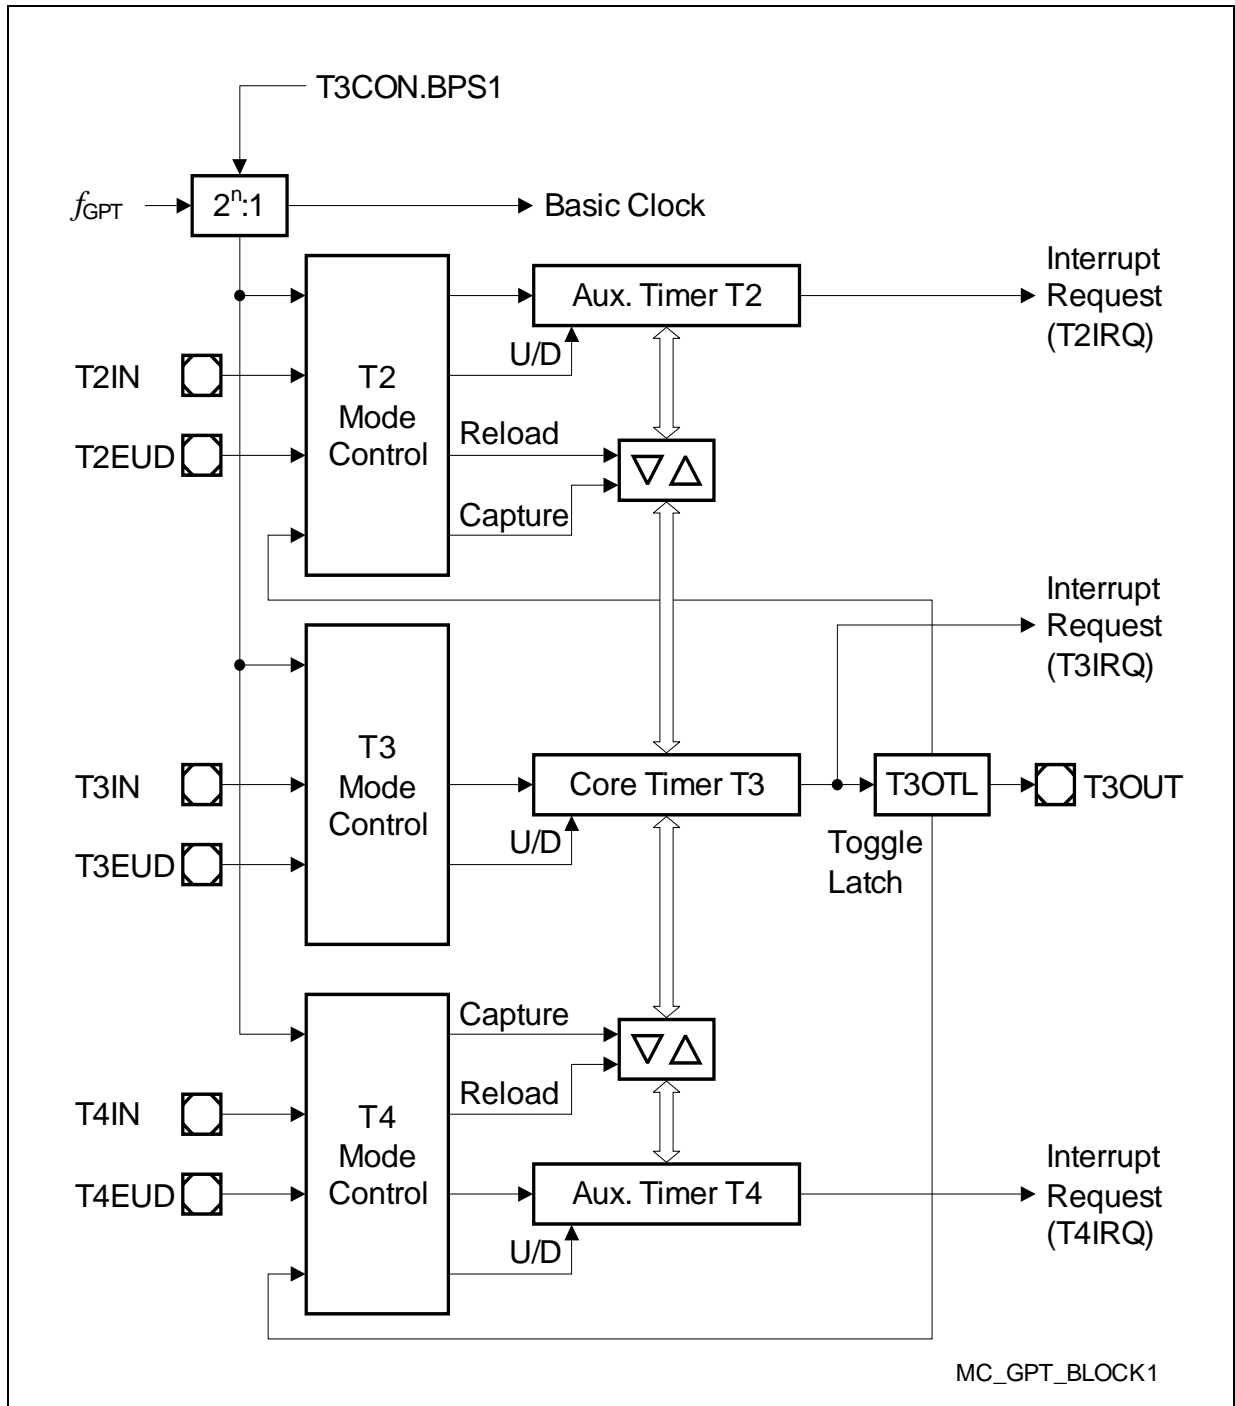 T3CON.BPS1
fGPT
2n:1
Basic Clock
Interrupt
Request
(T2IRQ)
Aux. Timer T2
U/D
T2IN
T2
Mode
Control
T2EUD
Reload
Capture
Interrupt
Request
(T3IRQ)
T3
Mode
Control
T3IN
Core Timer T3
T3OTL
T3OUT
U/D
T3EUD
Toggle
Latch
Capture
Reload
T4IN
T4
Mode
Control
T4EUD
Aux. Timer T4
U/D
Interrupt
Request
(T4IRQ)
MC_GPT_BLOCK1